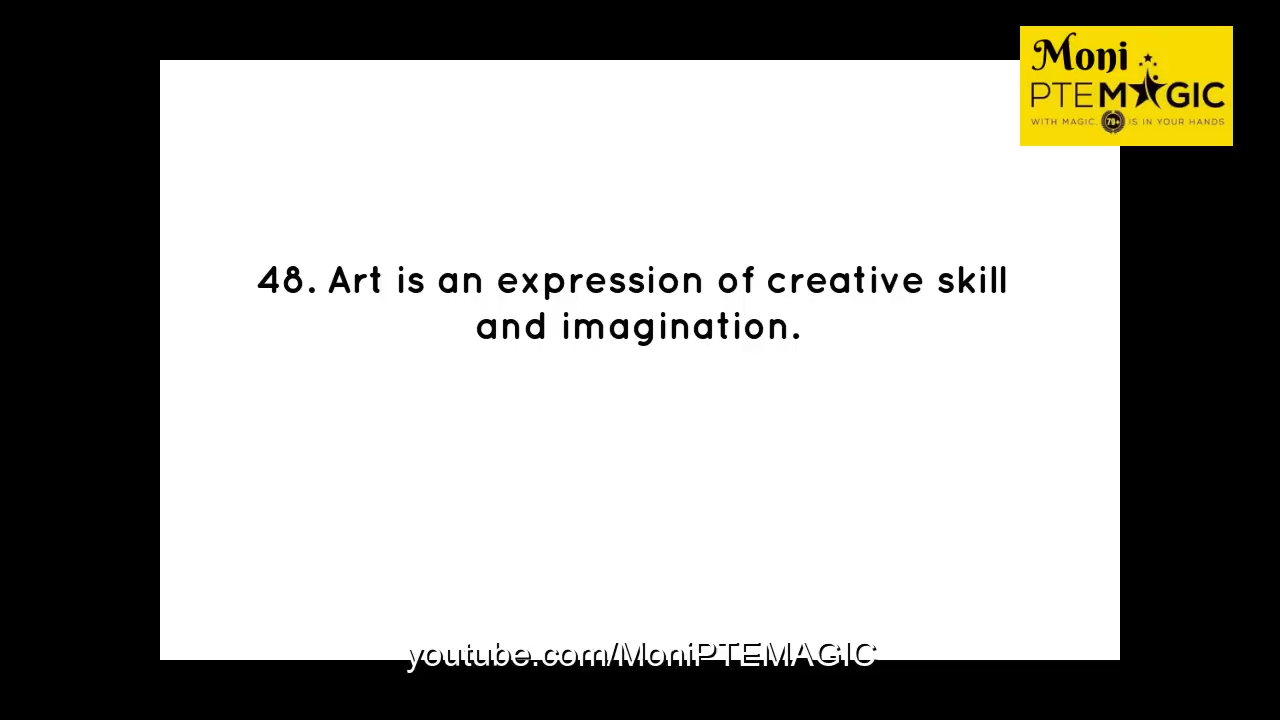 Moni
PTEMAGIC
WITH MAGIC. 79+ IS IN YOUR HANDS
48. Art is an expression of creative skill
and imagination.
youtube.com/MoniPTEMAGIC